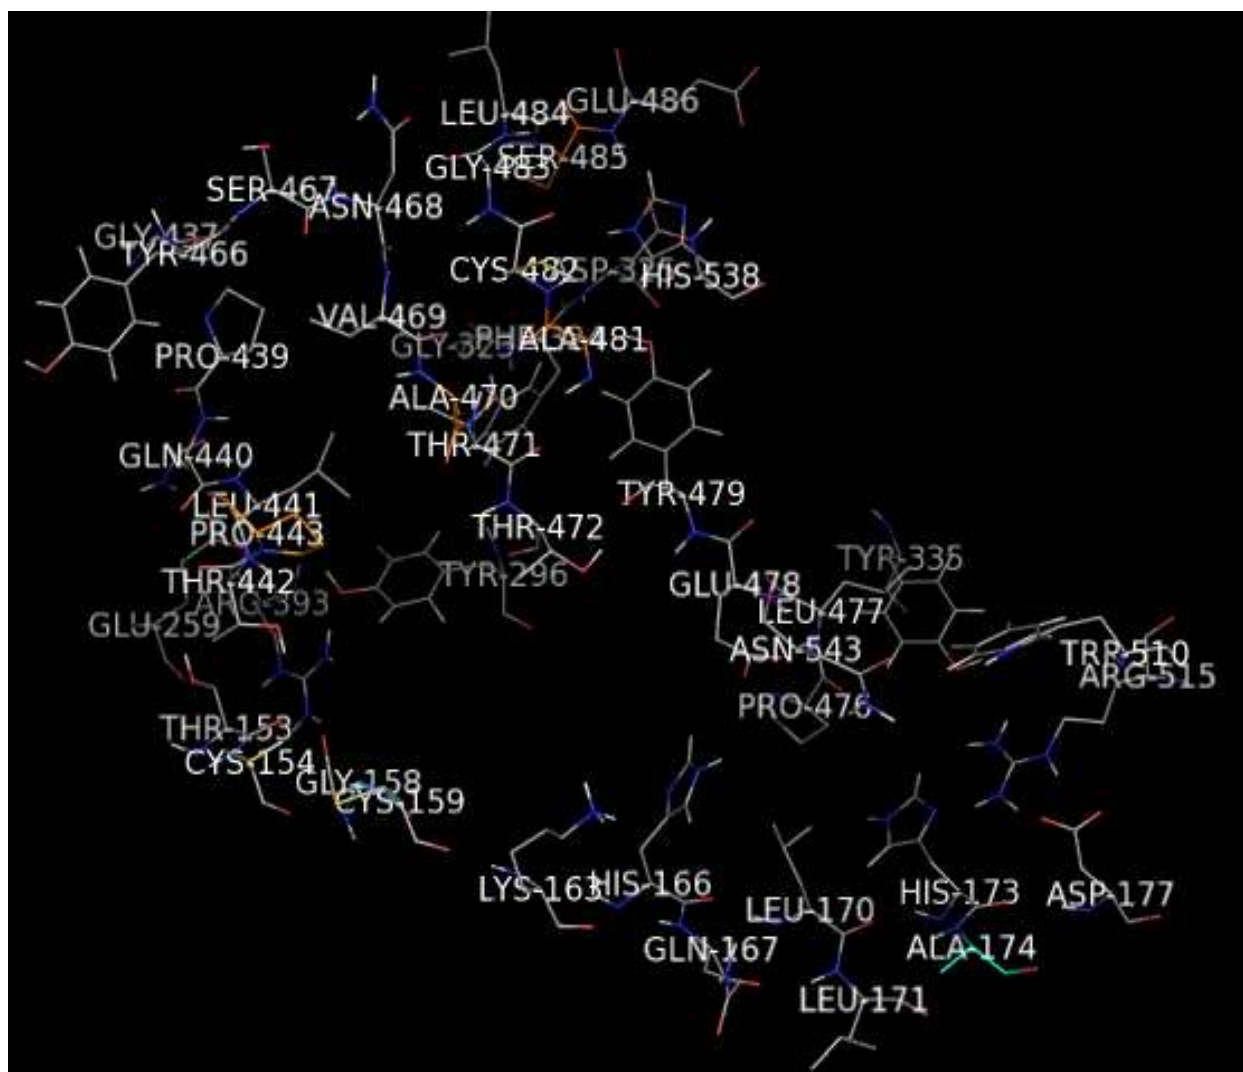 LEU-484
GLU-486
SER-485
GLY-483
SER-467
ASN-468
GLY-437
TYR-466
CYS-482
HIS-538
VAL-469
ALA-481
PRO-439
ALA-470
THR-471
GLN-440
TYR-479
LEU-441
PRO-443
THR-472
TYR-335
THR-442
TYR-296
GLU-478
ARG-393
LEU-477
GLU-259
ASN-543
TRP-510
ARG-515
PRO-476
THR-153
CYS-154
GLY-158
CYS-159
LYS-163
HIS-166
HIS-173
ASP-177
LEU-170
GLN-167
ALA-174
LEU-171